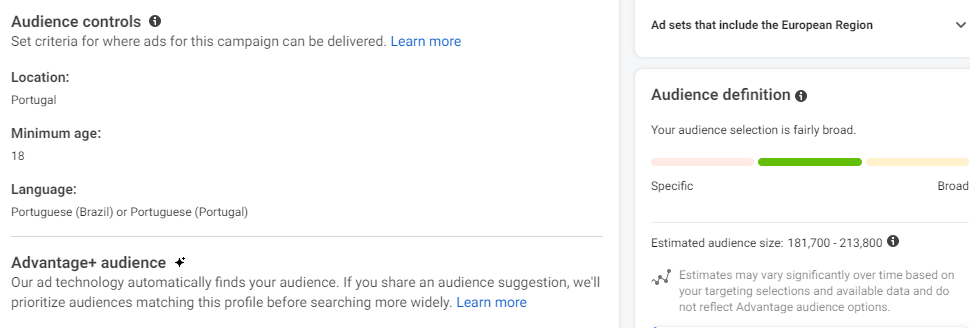 Audience controls
Set criteria for where ads for this campaign can be delivered. Learn more
Location:
Portugal
Minimum age:
18
Language:
Portuguese (Brazil) or Portuguese (Portugal)
Advantage+ audience
Our ad technology automatically finds your audience. If you share an audience suggestion, we'll
prioritize audiences matching this profile before searching more widely. Learn more
Ad sets that include the European Region
Audience definition
Your audience selection is fairly broad.
Specific
Broad
Estimated audience size: 181,700 - 213,800
Estimates may vary significantly over time based on
your targeting selections and available data and do
not reflect Advantage audience options.